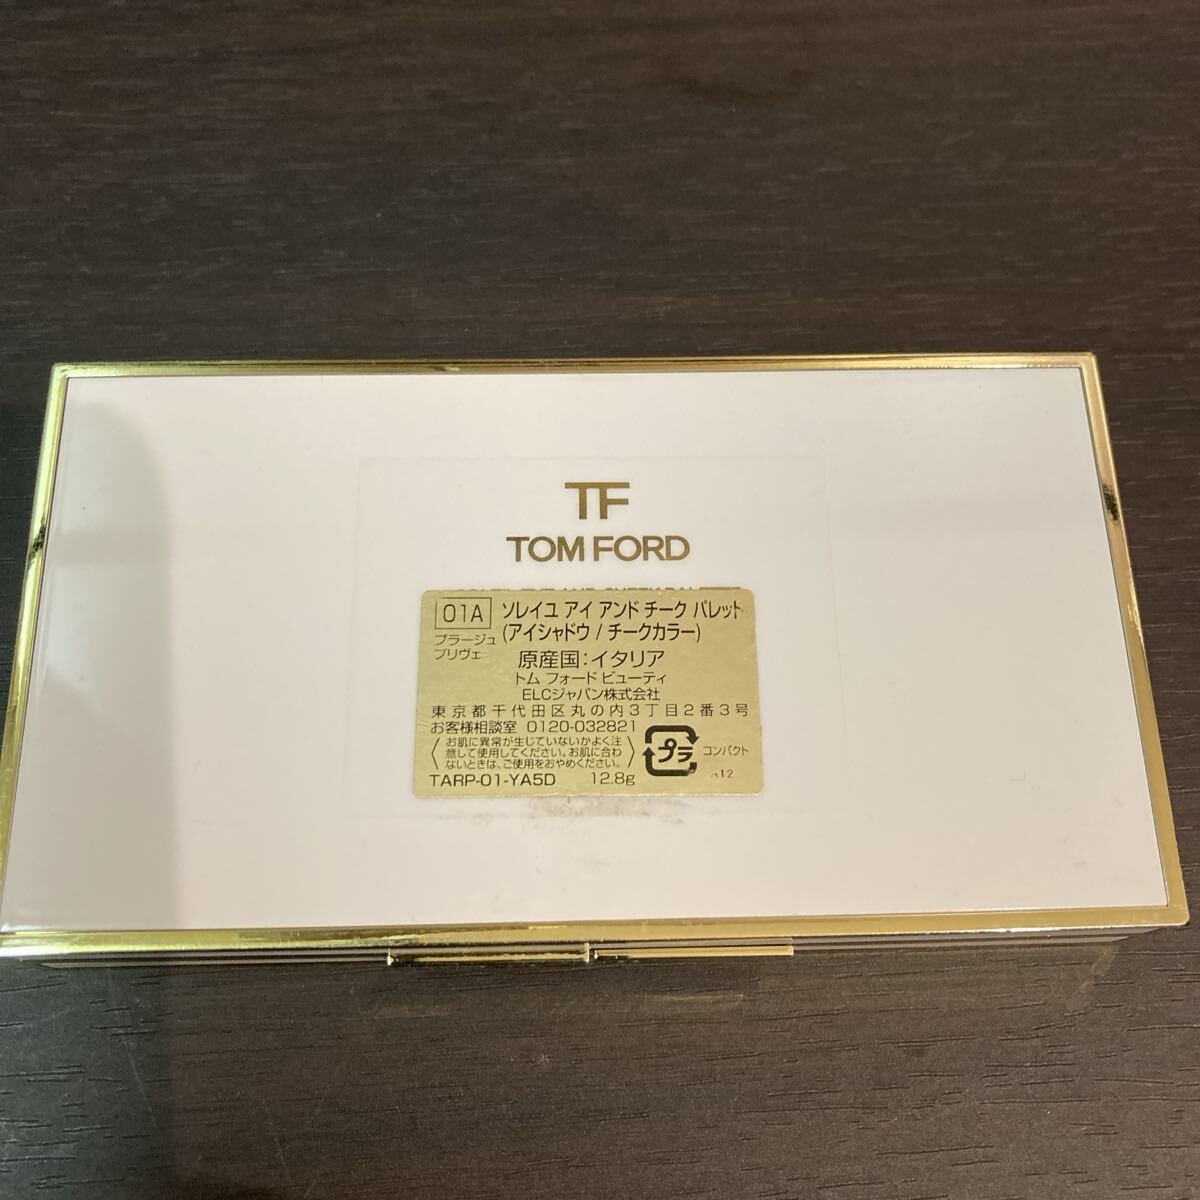 TF
TOM FORD
01A ソレイユ アイ アンド チーク パレット
プラージュ (アイシャドウ / チークカラー)
プリヴェ 原産国:イタリア
トム フォード ビューティ
ELCジャパン株式会社
東京都千代田区丸の内3丁目2番3号
お客様相談室 0120-032821
お肌に異常が生じていないかよく注
意して使用してください。お肌に合わ
ないときは、ご使用をおやめください。
プラ コンパクト
TARP-01-YA5D 12.8g